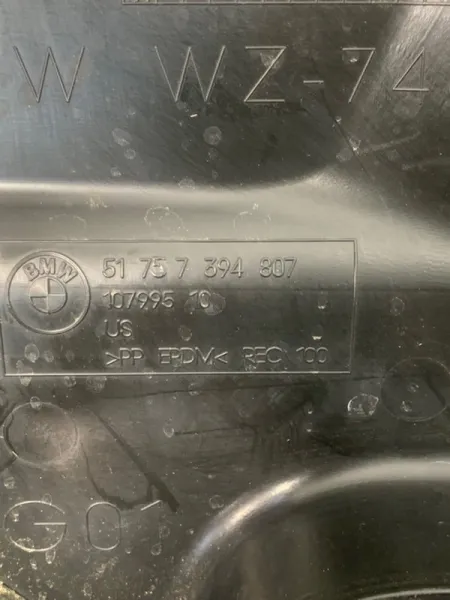 W WZ-74
BMW
51 75 7 394 807
107995 10
US
>PP EPDM< REC 100
G01